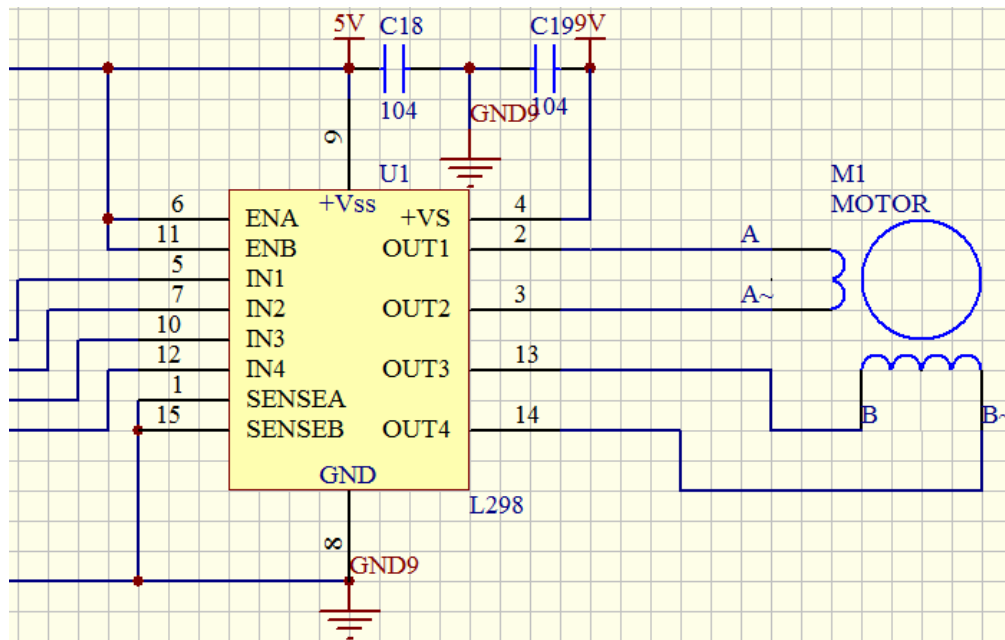 5V
C18
C19
9V
104
GND9
104
9
U1
M1
MOTOR
+Vss
6
ENA
+VS
4
11
ENB
OUT1
2
A
5
IN1
7
IN2
OUT2
3
A~
10
IN3
12
IN4
OUT3
13
1
SENSEA
15
SENSEB
OUT4
14
B
B~
GND
L298
8
GND9